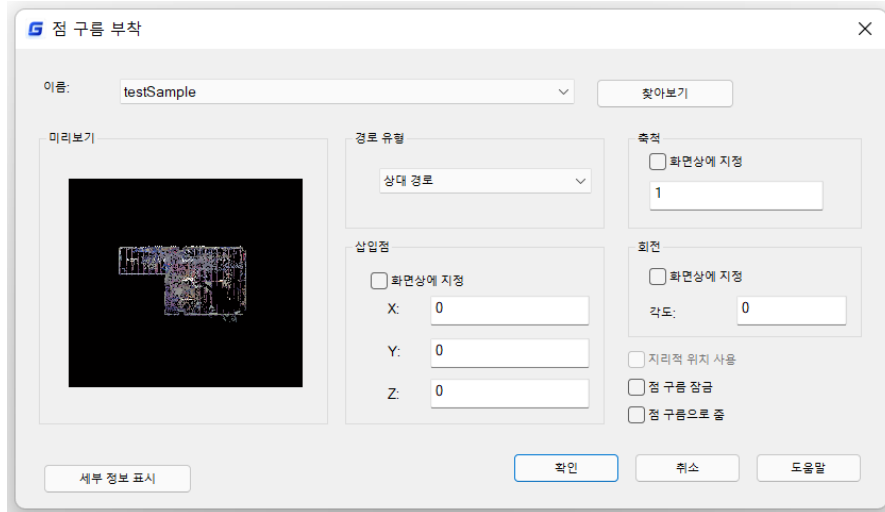 점 구름 부착
이름:
testSample
찾아보기
미리보기
경로 유형
상대 경로
축척
화면상에 지정
1
삽입점
화면상에 지정
X:
0
Y:
0
Z:
0
회전
화면상에 지정
각도:
0
지리적 위치 사용
점 구름 잠금
점 구름으로 줌
세부 정보 표시
확인
취소
도움말